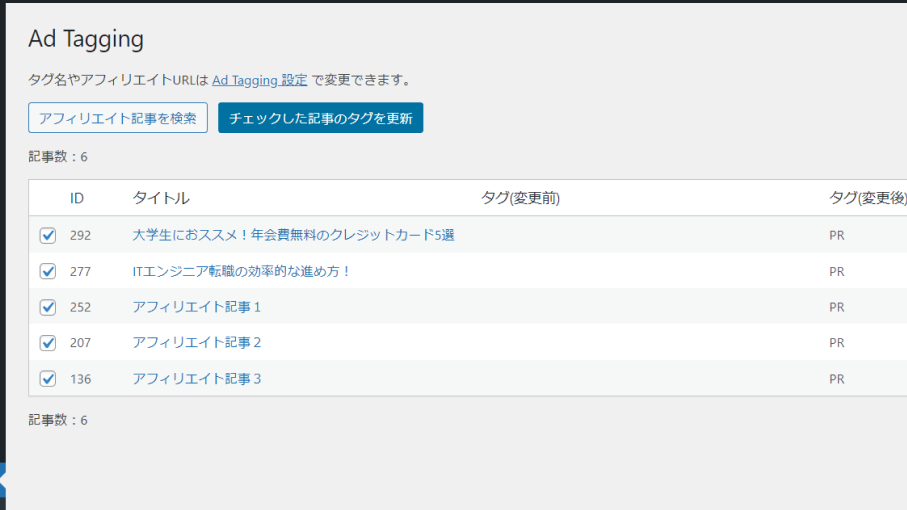 Ad Tagging
タグ名やアフィリエイトURLは Ad Tagging 設定 で変更できます。
アフィリエイト記事を検索 チェックした記事のタグを更新
記事数：6
ID タイトル タグ(変更前) タグ(変更後)
292 大学生におススメ！年会費無料のクレジットカード5選 PR
277 ITエンジニア転職の効率的な進め方！ PR
252 アフィリエイト記事１ PR
207 アフィリエイト記事２ PR
136 アフィリエイト記事３ PR
記事数：6